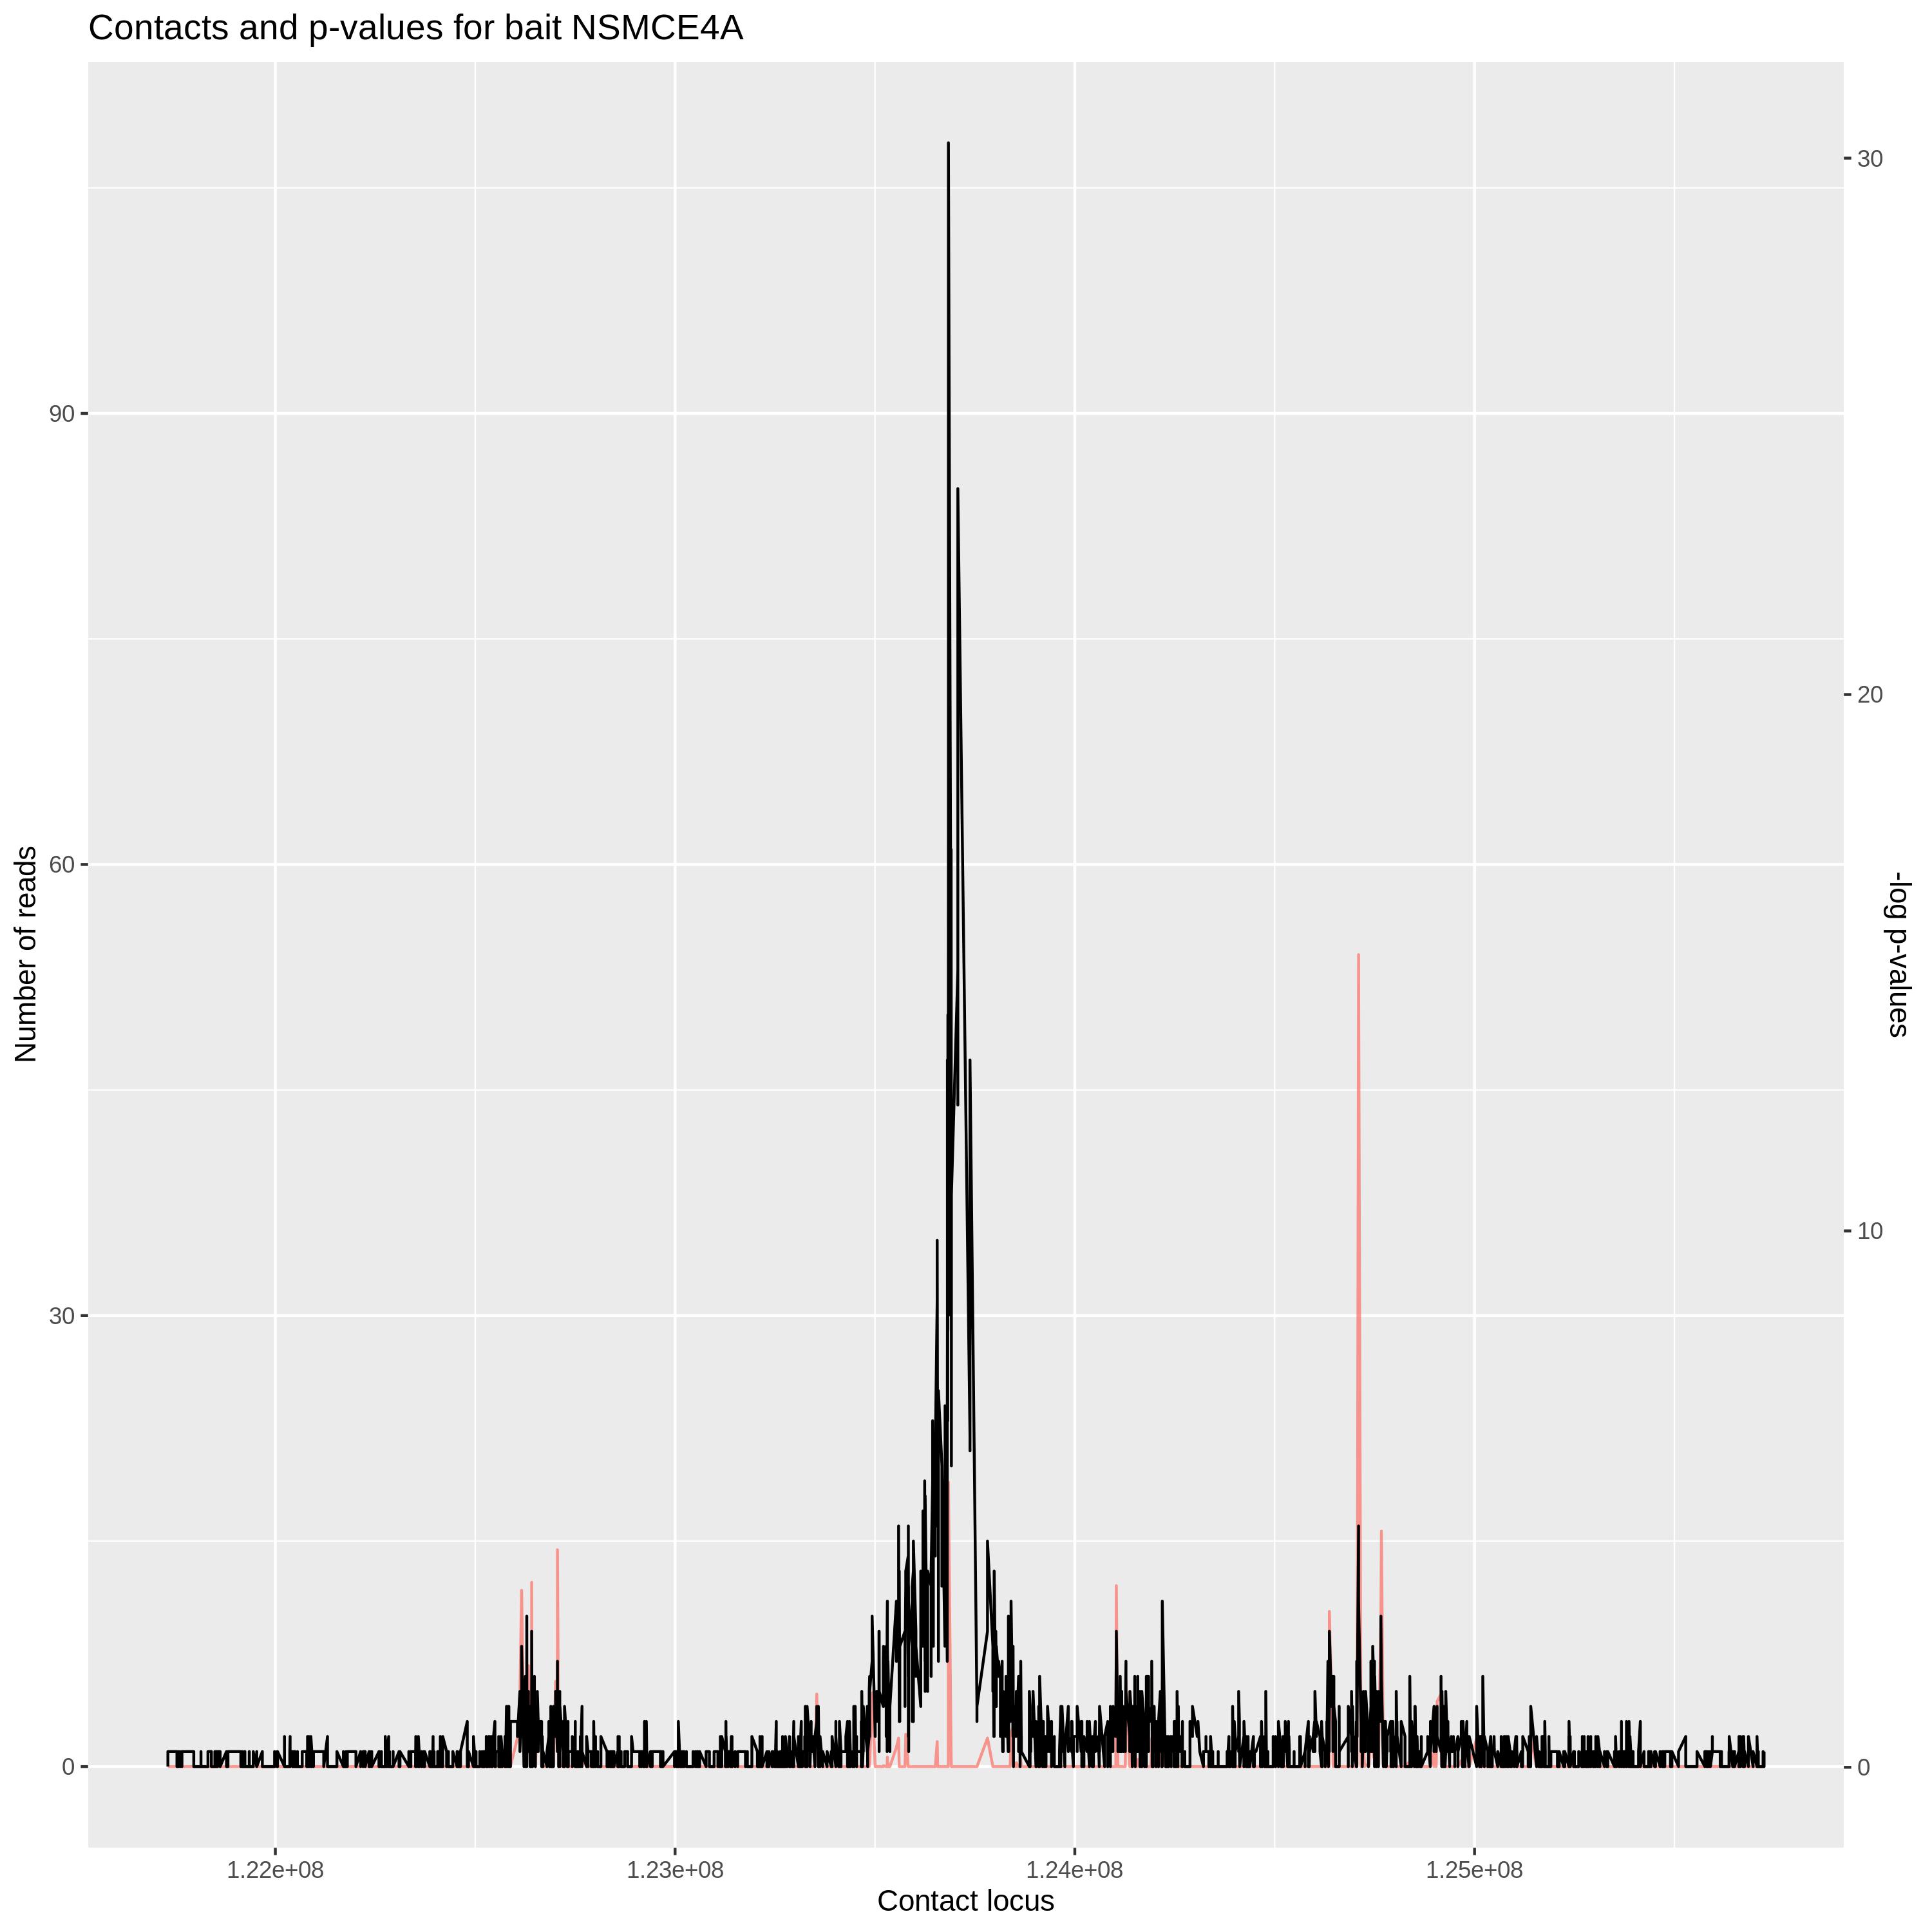 Contacts and p-values for bait NSMCE4A
30
90
20
60
Number of reads
-log p-values
10
30
0
0
1.22e+08
1.23e+08
1.24e+08
1.25e+08
Contact locus